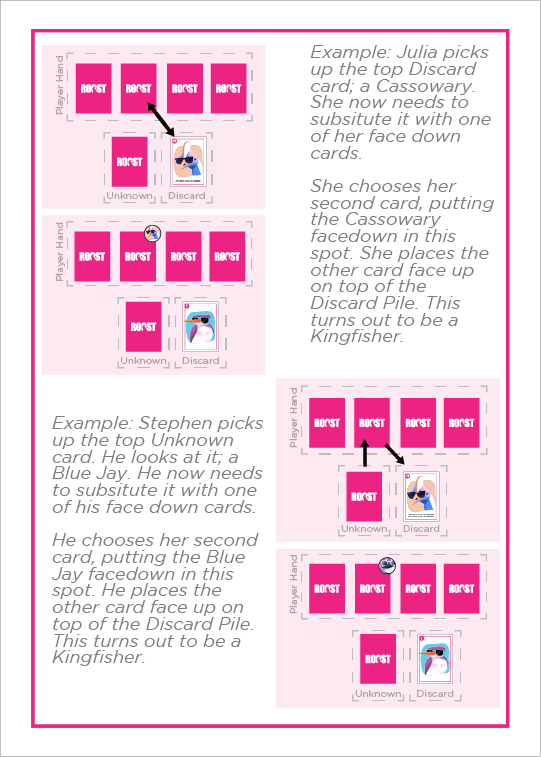 Player Hand
ROOST ROOST ROOST ROOST
ROOST
Unknown Discard
Player Hand
ROOST ROOST ROOST ROOST
ROOST
Unknown Discard
Example: Julia picks
up the top Discard
card; a Cassowary.
She now needs to
subsitute it with one
of her face down
cards.
She chooses her
second card, putting
the Cassowary
facedown in this
spot. She places the
other card face up
on top of the
Discard Pile. This
turns out to be a
Kingfisher.
Example: Stephen picks
up the top Unknown
card. He looks at it; a
Blue Jay. He now needs
to subsitute it with one
of his face down cards.
He chooses her second
card, putting the Blue
Jay facedown in this
spot. He places the
other card face up on
top of the Discard Pile.
This turns out to be a
Kingfisher.
Player Hand
ROOST ROOST ROOST ROOST
ROOST
Unknown Discard
Player Hand
ROOST ROOST ROOST ROOST
ROOST
Unknown Discard